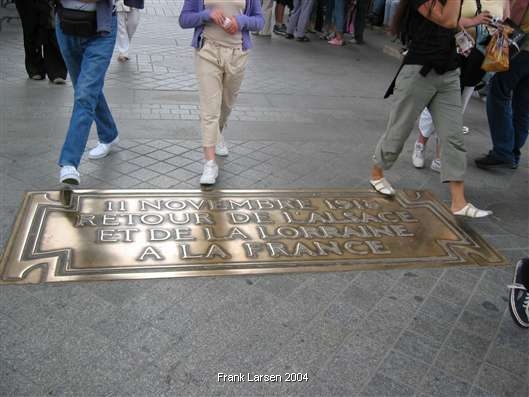 11 NOVEMBRE 1918
RETOUR DE L'ALSACE
ET DE LA LORRAINE
A LA FRANCE
Frank Larsen 2004